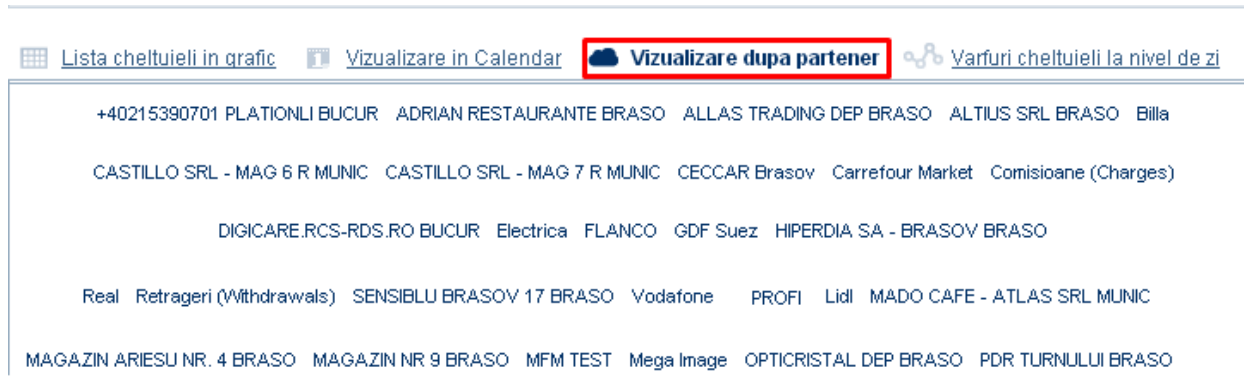 Lista cheltuieli in grafic Vizualizare in Calendar Vizualizare dupa partener Varfuri cheltuieli la nivel de zi
+40215390701 PLATIONLI BUCUR ADRIAN RESTAURANTE BRASO ALLAS TRADING DEP BRASO ALTIUS SRL BRASO Billa
CASTILLO SRL - MAG 6 R MUNIC CASTILLO SRL - MAG 7 R MUNIC CECCAR Brasov Carrefour Market Comisioane (Charges)
DIGICARE.RCS-RDS.RO BUCUR Electrica FLANCO GDF Suez HIPERDIA SA - BRASOV BRASO
Real Retrageri (Withdrawals) SENSIBLU BRASOV 17 BRASO Vodafone PROFI Lidl MADO CAFE - ATLAS SRL MUNIC
MAGAZIN ARIESU NR. 4 BRASO MAGAZIN NR 9 BRASO MFM TEST Mega Image OPTICRISTAL DEP BRASO PDR TURNULUI BRASO